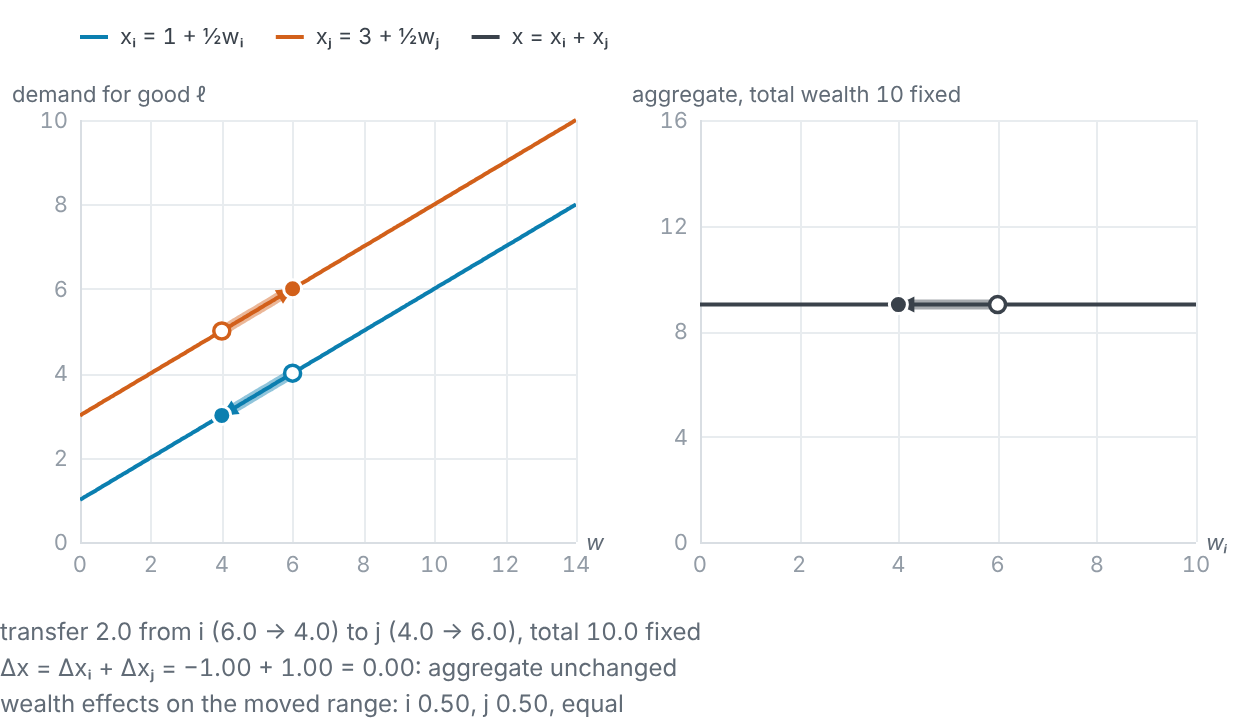 xᵢ = 1 + ½wᵢ   xⱼ = 3 + ½wⱼ   x = xᵢ + xⱼ
demand for good ℓ
10
8
6
4
2
0
0 2 4 6 8 10 12 14
w
aggregate, total wealth 10 fixed
16
12
8
4
0
0 2 4 6 8 10
wᵢ
transfer 2.0 from i (6.0 → 4.0) to j (4.0 → 6.0), total 10.0 fixed
Δx = Δxᵢ + Δxⱼ = −1.00 + 1.00 = 0.00: aggregate unchanged
wealth effects on the moved range: i 0.50, j 0.50, equal